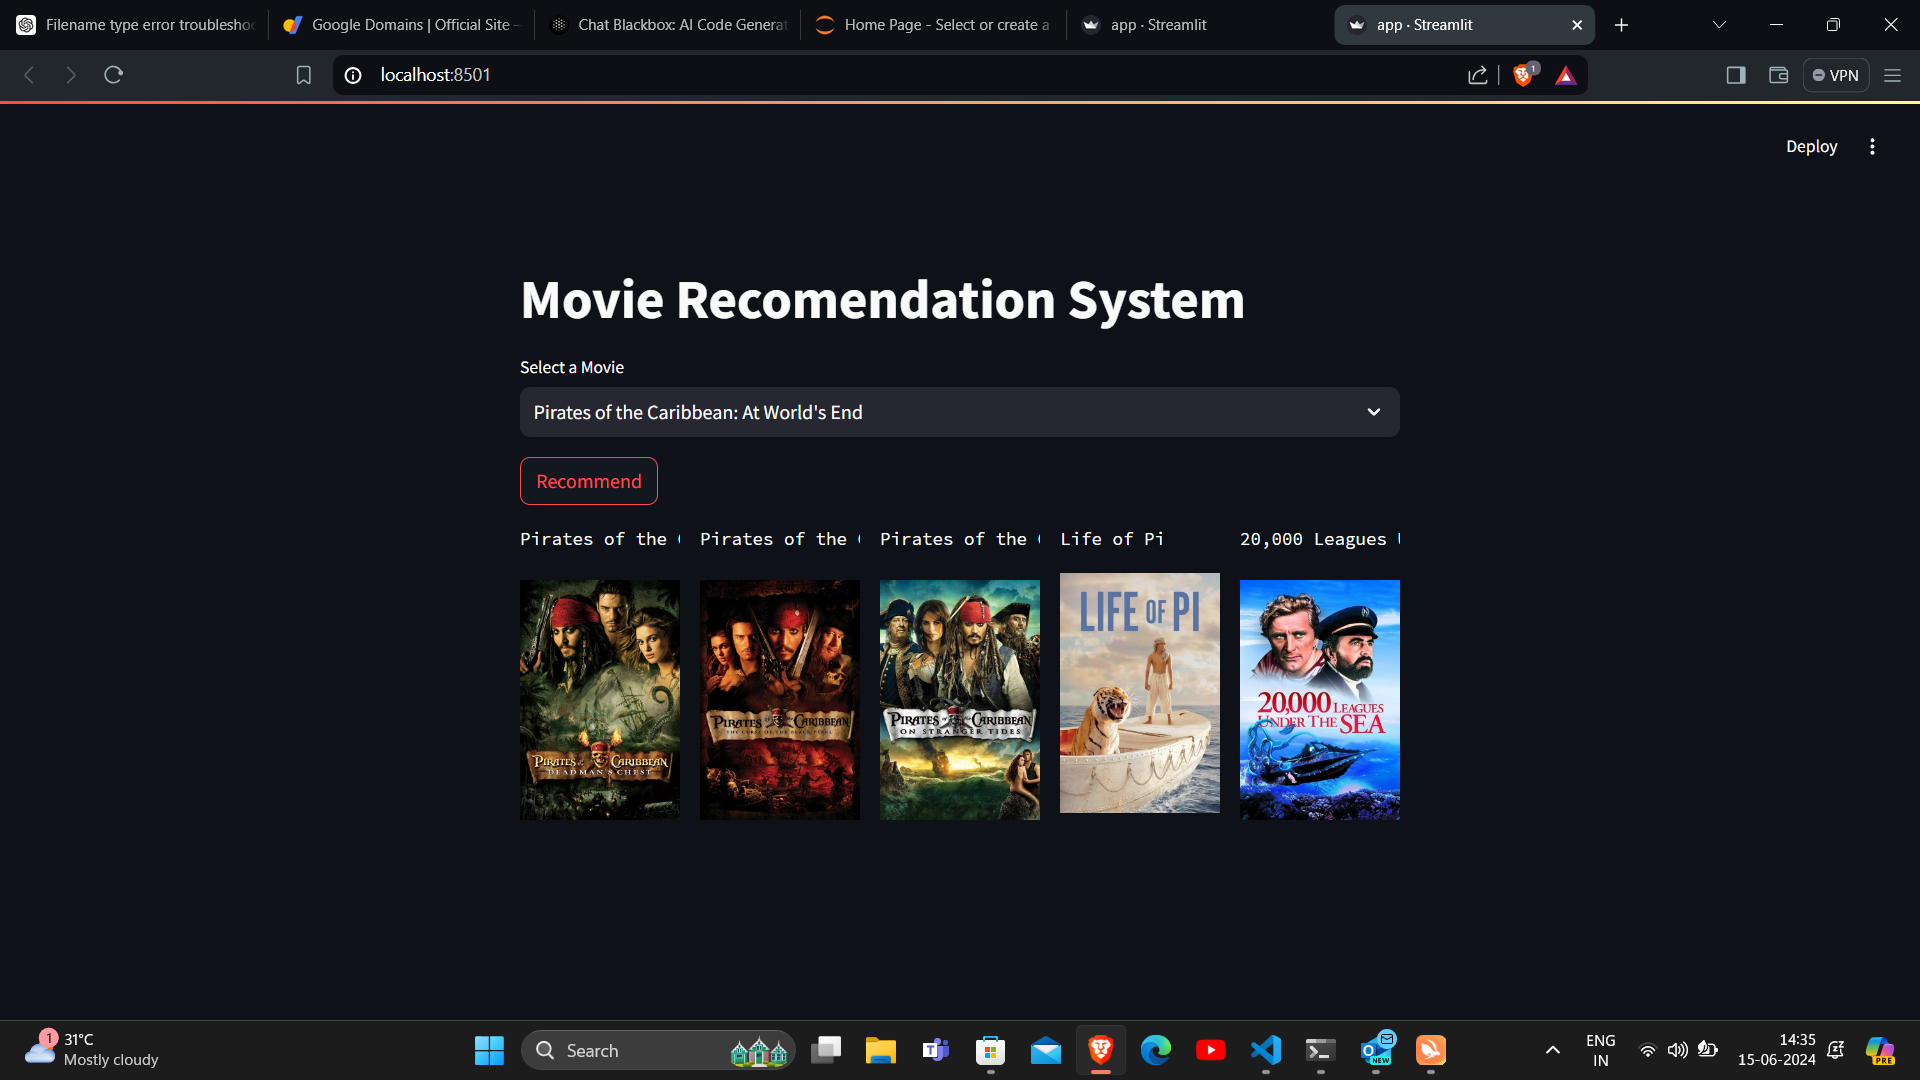 Filename type error troublesho
Google Domains | Official Site –
Chat Blackbox: AI Code Generat
Home Page - Select or create a
app · Streamlit
app · Streamlit
localhost:8501
1
VPN
Deploy
Movie Recomendation System
Select a Movie
Pirates of the Caribbean: At World's End
Recommend
Pirates of the
Pirates of the
Pirates of the
Life of Pi
20,000 Leagues
PIRATES of the CARIBBEAN
DEAD MAN'S CHEST
PIRATES of the CARIBBEAN
THE CURSE OF THE BLACK PEARL
PIRATES of the CARIBBEAN
ON STRANGER TIDES
LIFE OF PI
20,000 LEAGUES
UNDER THE SEA
1
31°C
Mostly cloudy
Search
NEW
ENG
IN
14:35
15-06-2024
PRE